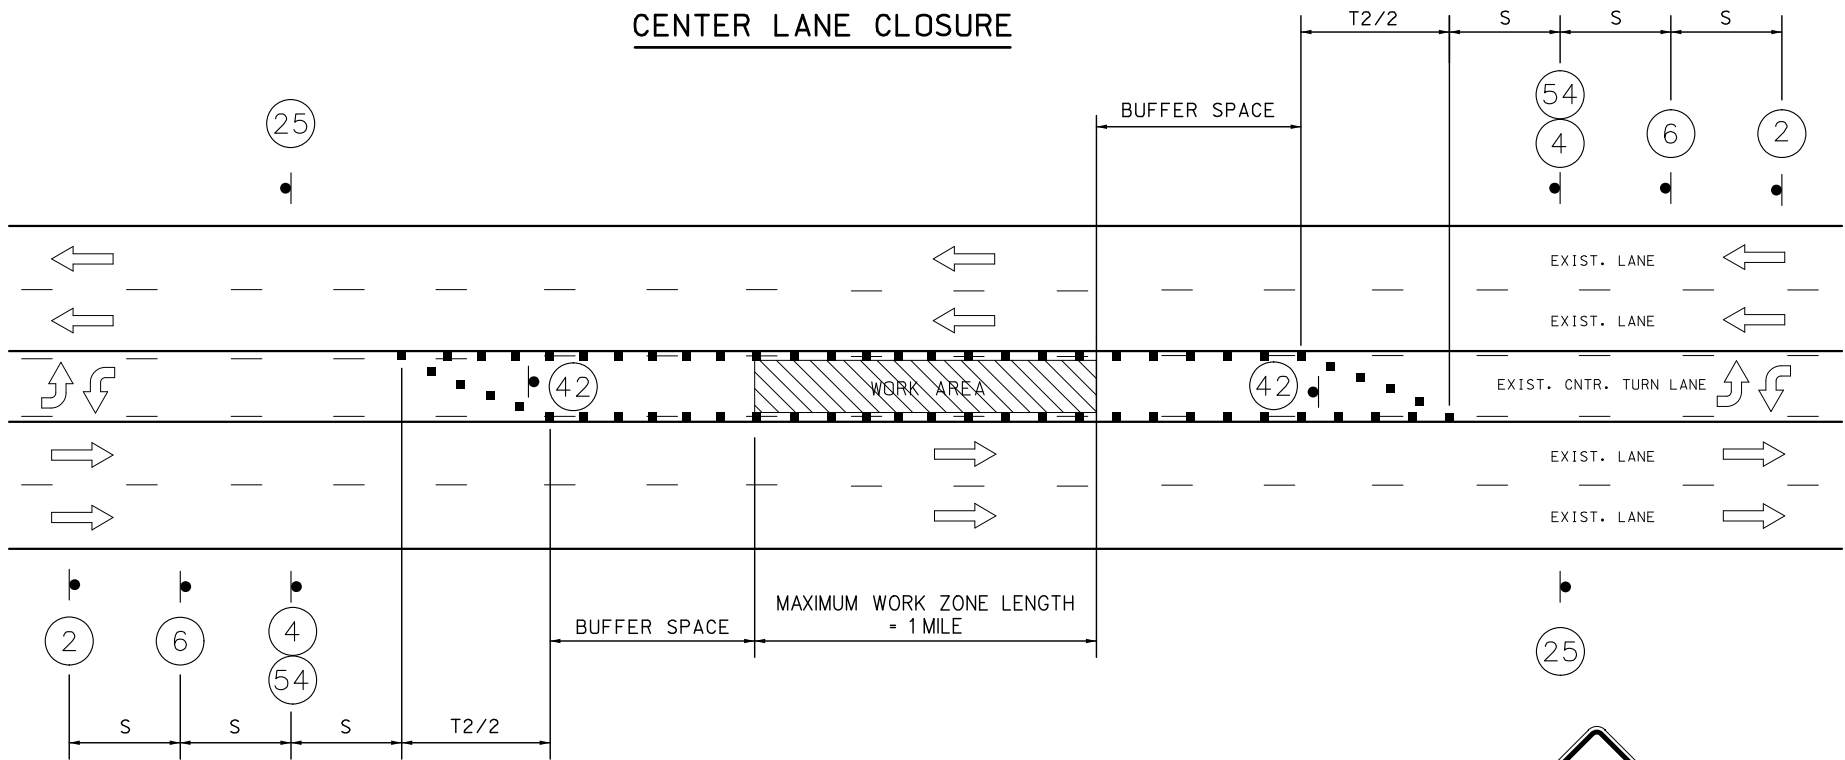 CENTER LANE CLOSURE
T2/2
S
S
S
25
54
4
6
2
BUFFER SPACE
EXIST. LANE
EXIST. LANE
42
WORK AREA
42
EXIST. CNTR. TURN LANE
EXIST. LANE
EXIST. LANE
2
6
4
54
BUFFER SPACE
MAXIMUM WORK ZONE LENGTH
= 1 MILE
25
S
S
S
T2/2